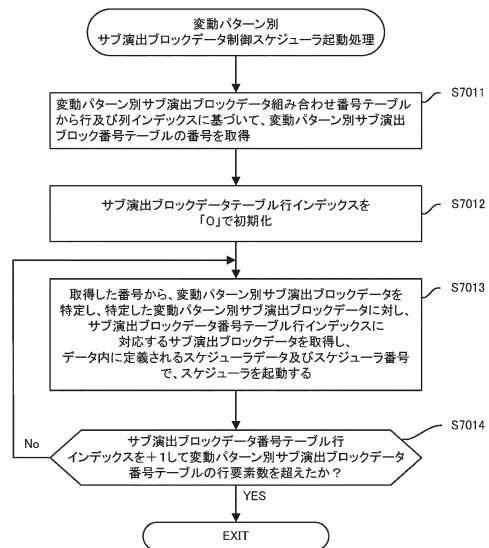 変動パターン別
サブ演出ブロックデータ制御スケジューラ起動処理
S7011
変動パターン別サブ演出ブロックデータ組み合わせ番号テーブル
から行及び列インデックスに基づいて、変動パターン別サブ演出
ブロック番号テーブルの番号を取得
S7012
サブ演出ブロックデータテーブル行インデックスを
「0」で初期化
S7013
取得した番号から、変動パターン別サブ演出ブロックデータを
特定し、特定した変動パターン別サブ演出ブロックデータに対し、
サブ演出ブロックデータ番号テーブル行インデックスに
対応するサブ演出ブロックデータを取得し、
データ内に定義されるスケジューラデータ及びスケジューラ番号
で、スケジューラを起動する
S7014
No
サブ演出ブロックデータ番号テーブル行
インデックスを+1して変動パターン別サブ演出ブロックデータ
番号テーブルの行要素数を超えたか?
YES
EXIT